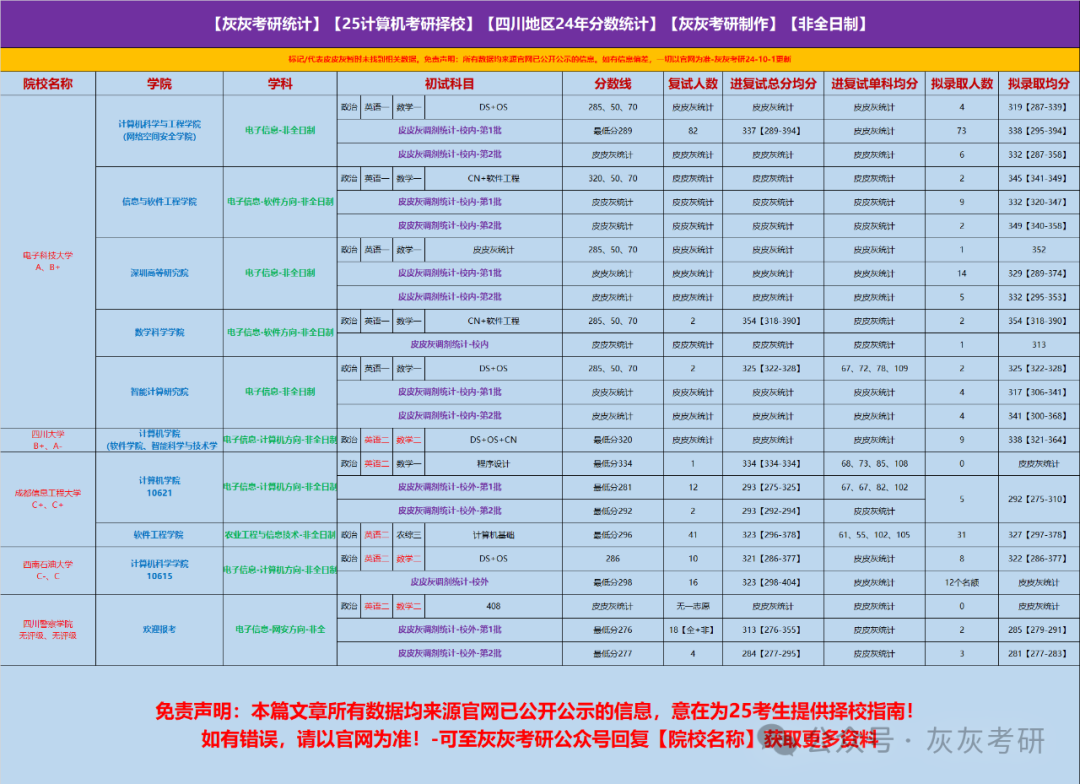 【灰灰考研统计】【25计算机考研择校】【四川地区24年分数统计】【灰灰考研制作】【非全日制】
标记/代表皮皮灰暂时未找到相关数据，免责声明：所有数据均来源官网已公开公示的信息，如有信息偏差，一切以官网为准-灰灰考研24-10-1更新
院校名称 学院 学科 初试科目 分数线 复试人数 进复试总分均分 进复试单科均分 拟录取人数 拟录取均分
电子科技大学
A、B+
计算机科学与工程学院
(网络空间安全学院) 电子信息-非全日制 政治 英语一 数学一 DS+OS 285、50、70 皮皮灰统计 皮皮灰统计 皮皮灰统计 4 319【287-339】
皮皮灰调剂统计-校内-第1批 最低分289 82 337【289-394】 皮皮灰统计 73 338【295-394】
皮皮灰调剂统计-校内-第2批 皮皮灰统计 皮皮灰统计 皮皮灰统计 皮皮灰统计 6 332【287-358】
信息与软件工程学院 电子信息-软件方向-非全日制 政治 英语一 数学一 CN+软件工程 320、50、70 皮皮灰统计 皮皮灰统计 皮皮灰统计 2 345【341-349】
皮皮灰调剂统计-校内-第1批 皮皮灰统计 皮皮灰统计 皮皮灰统计 皮皮灰统计 9 332【320-347】
皮皮灰调剂统计-校内-第2批 皮皮灰统计 皮皮灰统计 皮皮灰统计 皮皮灰统计 2 349【340-358】
深圳高等研究院 电子信息-非全日制 政治 英语一 数学一 皮皮灰统计 285、50、70 皮皮灰统计 皮皮灰统计 皮皮灰统计 1 352
皮皮灰调剂统计-校内-第1批 皮皮灰统计 皮皮灰统计 皮皮灰统计 皮皮灰统计 14 329【289-374】
皮皮灰调剂统计-校内-第2批 皮皮灰统计 皮皮灰统计 皮皮灰统计 皮皮灰统计 5 332【295-353】
数学科学学院 电子信息-软件方向-非全日制 政治 英语一 数学一 CN+软件工程 285、50、70 2 354【318-390】 皮皮灰统计 2 354【318-390】
皮皮灰调剂统计-校内 皮皮灰统计 皮皮灰统计 皮皮灰统计 皮皮灰统计 1 313
智能计算研究院 电子信息-非全日制 政治 英语一 数学一 DS+OS 285、50、70 2 325【322-328】 67、72、78、109 2 325【322-328】
皮皮灰调剂统计-校内-第1批 皮皮灰统计 皮皮灰统计 皮皮灰统计 皮皮灰统计 4 317【306-341】
皮皮灰调剂统计-校内-第2批 皮皮灰统计 皮皮灰统计 皮皮灰统计 皮皮灰统计 4 341【300-368】
四川大学
B+、A-
计算机学院
(软件学院、智能科学与技术学 电子信息-计算机方向-非全日制 政治 英语二 数学二 DS+OS+CN 最低分320 皮皮灰统计 皮皮灰统计 皮皮灰统计 9 338【321-364】
成都信息工程大学
C+、C+
计算机学院
10621 电子信息-计算机方向-非全日制 政治 英语二 数学一 程序设计 最低分334 1 334【334-334】 68、73、85、108 0 皮皮灰统计
皮皮灰调剂统计-校外-第1批 最低分281 12 293【275-325】 67、67、82、102 5 292【275-310】
皮皮灰调剂统计-校外-第2批 最低分292 2 293【292-294】 皮皮灰统计
软件工程学院 农业工程与信息技术-非全日制 政治 英语二 农综三 计算机基础 最低分296 41 323【296-378】 61、55、102、105 31 327【297-378】
西南石油大学
C-、C
计算机科学学院
10615 电子信息-计算机方向-非全日制 政治 英语二 数学二 DS+OS 286 10 321【286-377】 皮皮灰统计 8 322【286-377】
皮皮灰调剂统计-校外 最低分298 16 323【298-404】 皮皮灰统计 12个名额 皮皮灰统计
四川警察学院
无评级、无评级
欢迎报考 电子信息-网安方向-非全 政治 英语二 数学二 408 皮皮灰统计 无一志愿 皮皮灰统计 皮皮灰统计 0 皮皮灰统计
皮皮灰调剂统计-校外-第1批 最低分276 18【全+非】 313【276-355】 皮皮灰统计 2 285【279-291】
皮皮灰调剂统计-校外-第2批 最低分277 4 284【277-295】 皮皮灰统计 3 281【277-283】
免责声明：本篇文章所有数据均来源官网已公开公示的信息，意在为25考生提供择校指南！
如有错误，请以官网为准！-可至灰灰考研公众号回复【院校名称】获取更多资料
公众号·灰灰考研